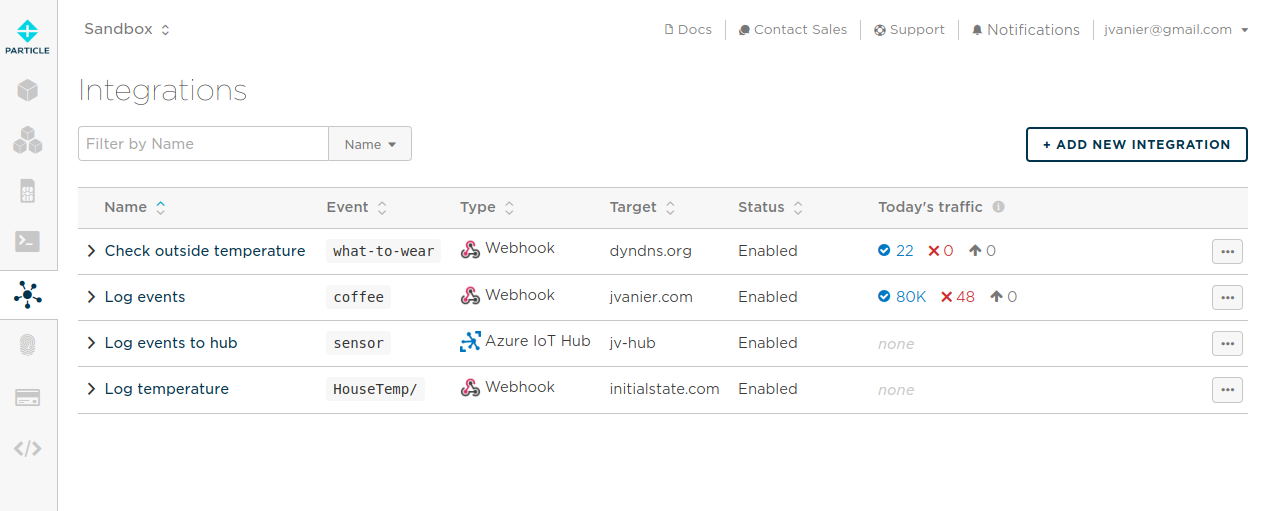 Sandbox Docs Contact Sales Support Notifications jvanier@gmail.com
PARTICLE
Integrations
Filter by Name Name + ADD NEW INTEGRATION
Name Event Type Target Status Today's traffic
Check outside temperature what-to-wear Webhook dyndns.org Enabled 22 0 0
Log events coffee Webhook jvanier.com Enabled 80K 48 0
Log events to hub sensor Azure IoT Hub jv-hub Enabled none
Log temperature HouseTemp/ Webhook initialstate.com Enabled none